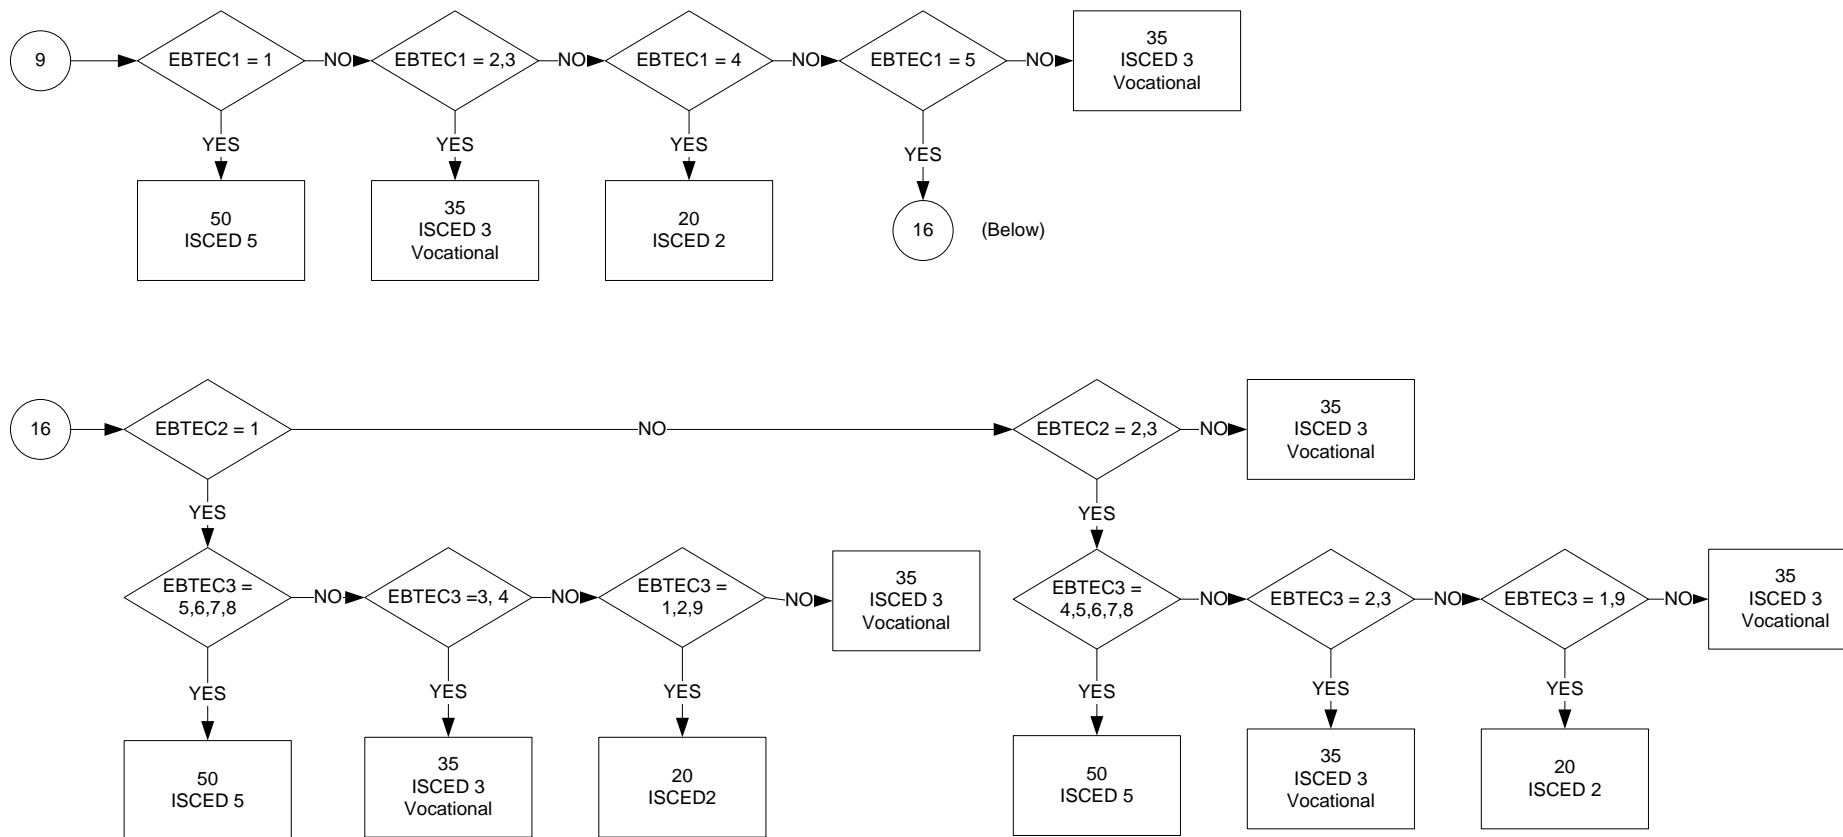 9
EBTEC1 = 1
NO
EBTEC1 = 2,3
NO
EBTEC1 = 4
NO
EBTEC1 = 5
NO
35
ISCED 3
Vocational
YES
YES
YES
YES
50
ISCED 5
35
ISCED 3
Vocational
20
ISCED 2
16
(Below)
16
EBTEC2 = 1
NO
EBTEC2 = 2,3
NO
35
ISCED 3
Vocational
YES
YES
EBTEC3 =
5,6,7,8
NO
EBTEC3 =3, 4
NO
EBTEC3 =
1,2,9
NO
35
ISCED 3
Vocational
EBTEC3 =
4,5,6,7,8
NO
EBTEC3 = 2,3
NO
EBTEC3 = 1,9
NO
35
ISCED 3
Vocational
YES
YES
YES
YES
YES
YES
50
ISCED 5
35
ISCED 3
Vocational
20
ISCED2
50
ISCED 5
35
ISCED 3
Vocational
20
ISCED 2